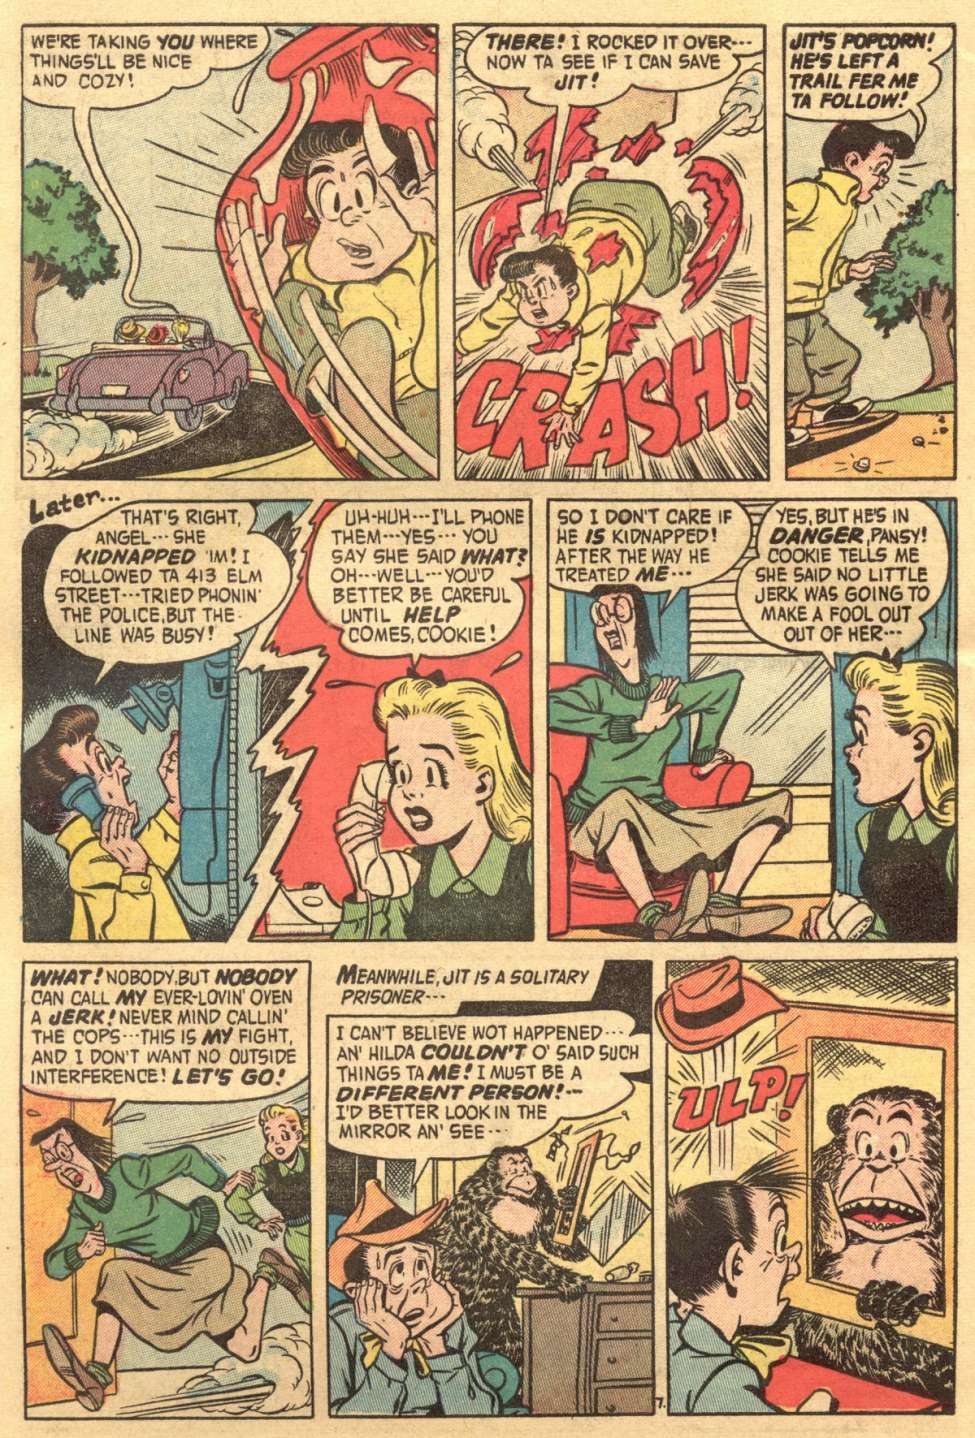 WE'RE TAKING YOU WHERE
THINGS'LL BE NICE
AND COZY!
THERE! I ROCKED IT OVER---
NOW TA SEE IF I CAN SAVE
JIT!
CRASH!
JIT'S POPCORN!
HE'S LEFT A
TRAIL FER ME
TA FOLLOW!
Later...
THAT'S RIGHT,
ANGEL--- SHE
KIDNAPPED 'IM! I
FOLLOWED TA 413 ELM
STREET---TRIED PHONIN'
THE POLICE, BUT THE
LINE WAS BUSY!
UH-HUH---I'LL PHONE
THEM---YES--- YOU
SAY SHE SAID WHAT?
OH---WELL---YOU'D
BETTER BE CAREFUL
UNTIL HELP
COMES, COOKIE!
SO I DON'T CARE IF
HE IS KIDNAPPED!
AFTER THE WAY HE
TREATED ME---
YES, BUT HE'S IN
DANGER, PANSY!
COOKIE TELLS ME
SHE SAID NO LITTLE
JERK WAS GOING TO
MAKE A FOOL OUT
OUT OF HER---
WHAT! NOBODY, BUT NOBODY
CAN CALL MY EVER-LOVIN' OVEN
A JERK! NEVER MIND CALLIN'
THE COPS---THIS IS MY FIGHT,
AND I DON'T WANT NO OUTSIDE
INTERFERENCE! LET'S GO!
MEANWHILE, JIT IS A SOLITARY
PRISONER---
I CAN'T BELIEVE WOT HAPPENED---
AN' HILDA COULDN'T O' SAID SUCH
THINGS TA ME! I MUST BE A
DIFFERENT PERSON!--
I'D BETTER LOOK IN THE
MIRROR AN' SEE---
7.
ULP!